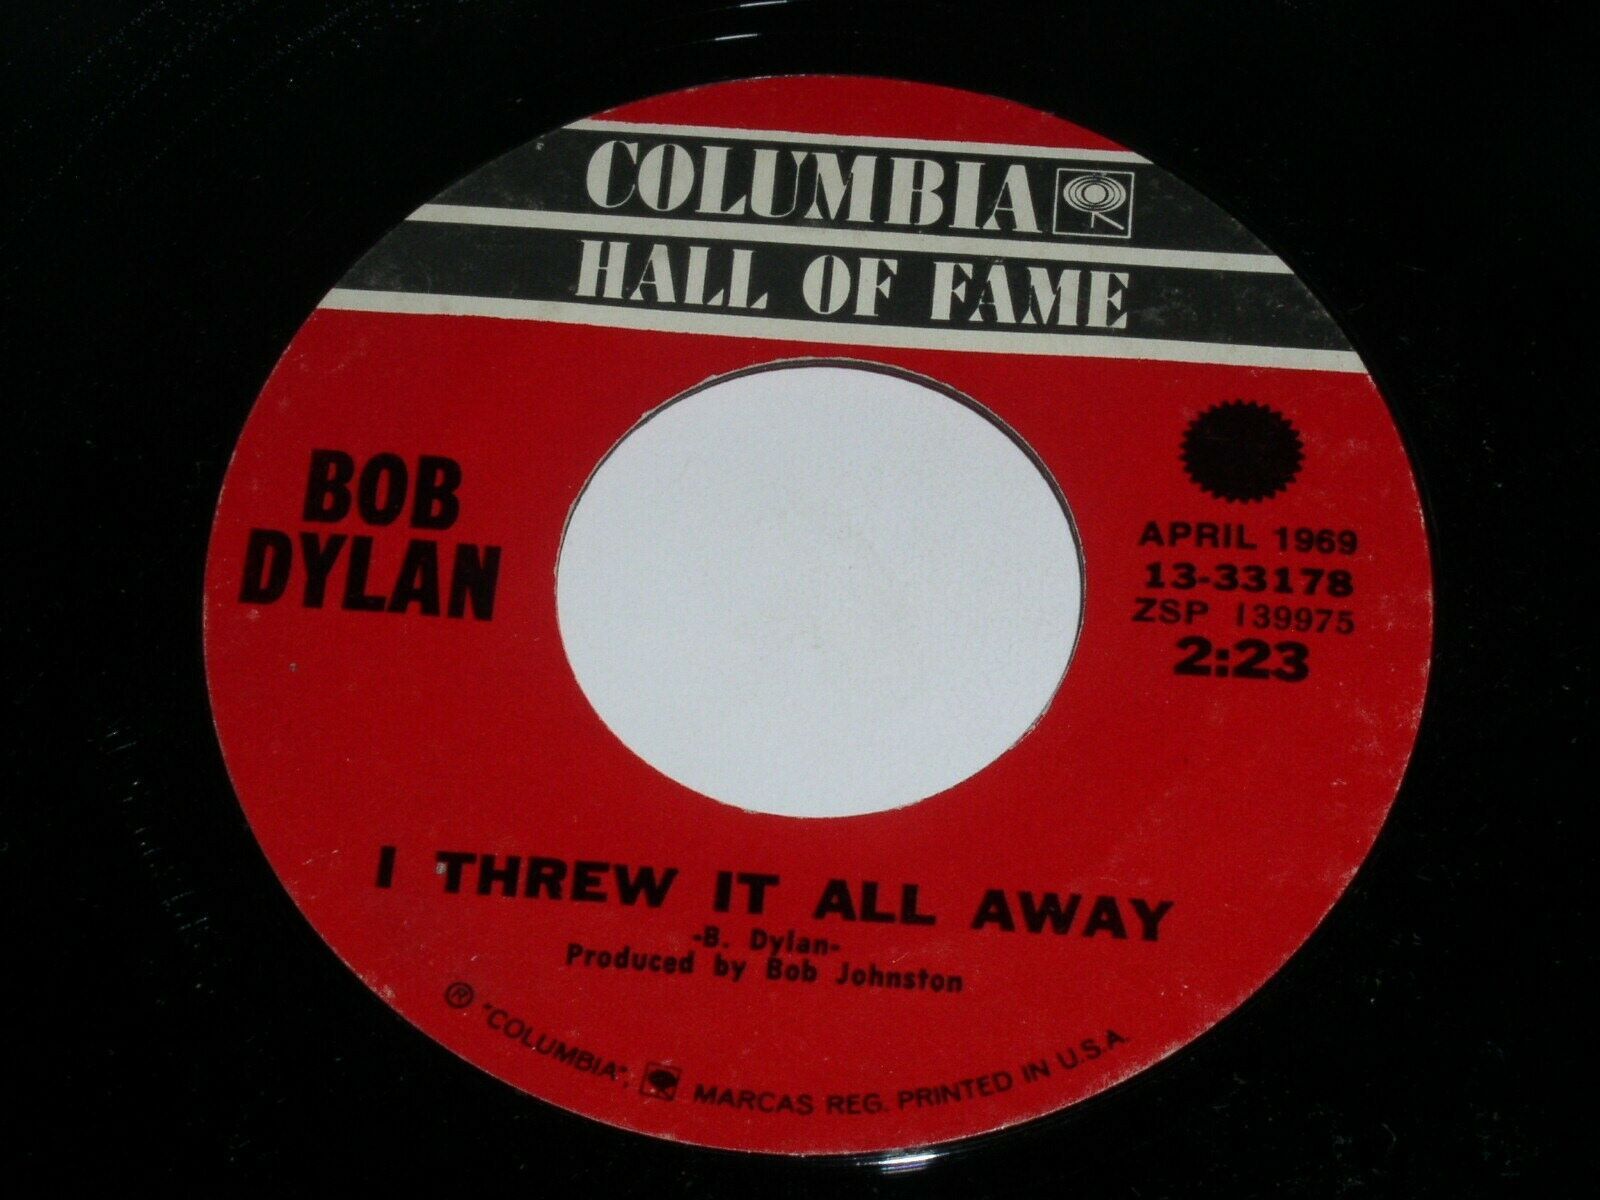 COLUMBIA
HALL OF FAME
BOB
DYLAN
APRIL 1969
13-33178
ZSP 139975
2:23
I THREW IT ALL AWAY
-B. Dylan-
Produced by Bob Johnston
® "COLUMBIA", MARCAS REG. PRINTED IN U.S.A.